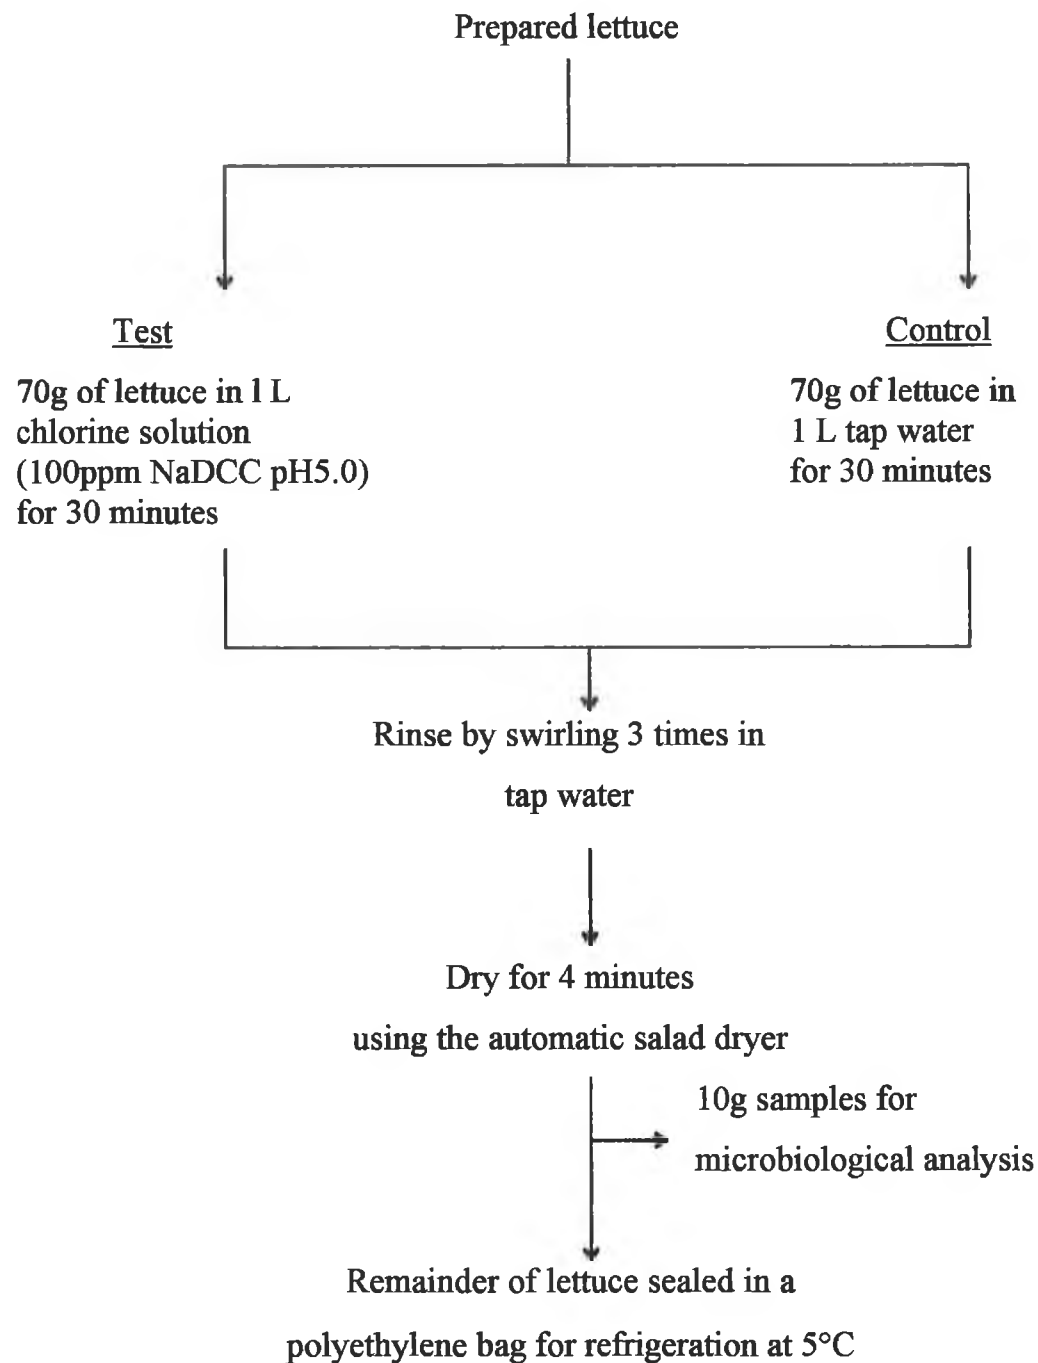 Prepared lettuce
Test
70g of lettuce in 1 L
chlorine solution
(100ppm NaDCC pH5.0)
for 30 minutes
Control
70g of lettuce in
1 L tap water
for 30 minutes
Rinse by swirling 3 times in
tap water
Dry for 4 minutes
using the automatic salad dryer
10g samples for
microbiological analysis
Remainder of lettuce sealed in a
polyethylene bag for refrigeration at 5°C